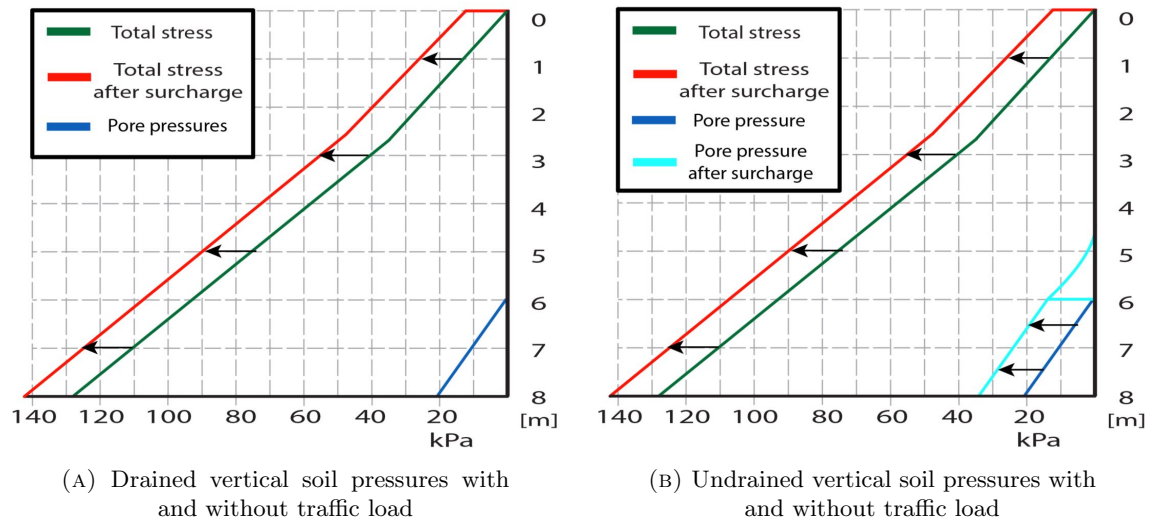 Total stress
Total stress
after surcharge
Pore pressures
0
1
2
3
4
5
6
7
8
140 120 100 80 60 40 20
kPa
[m]
(A) Drained vertical soil pressures with
and without traffic load
Total stress
Total stress
after surcharge
Pore pressure
Pore pressure
after surcharge
0
1
2
3
4
5
6
7
8
140 120 100 80 60 40 20
kPa
[m]
(B) Undrained vertical soil pressures with
and without traffic load